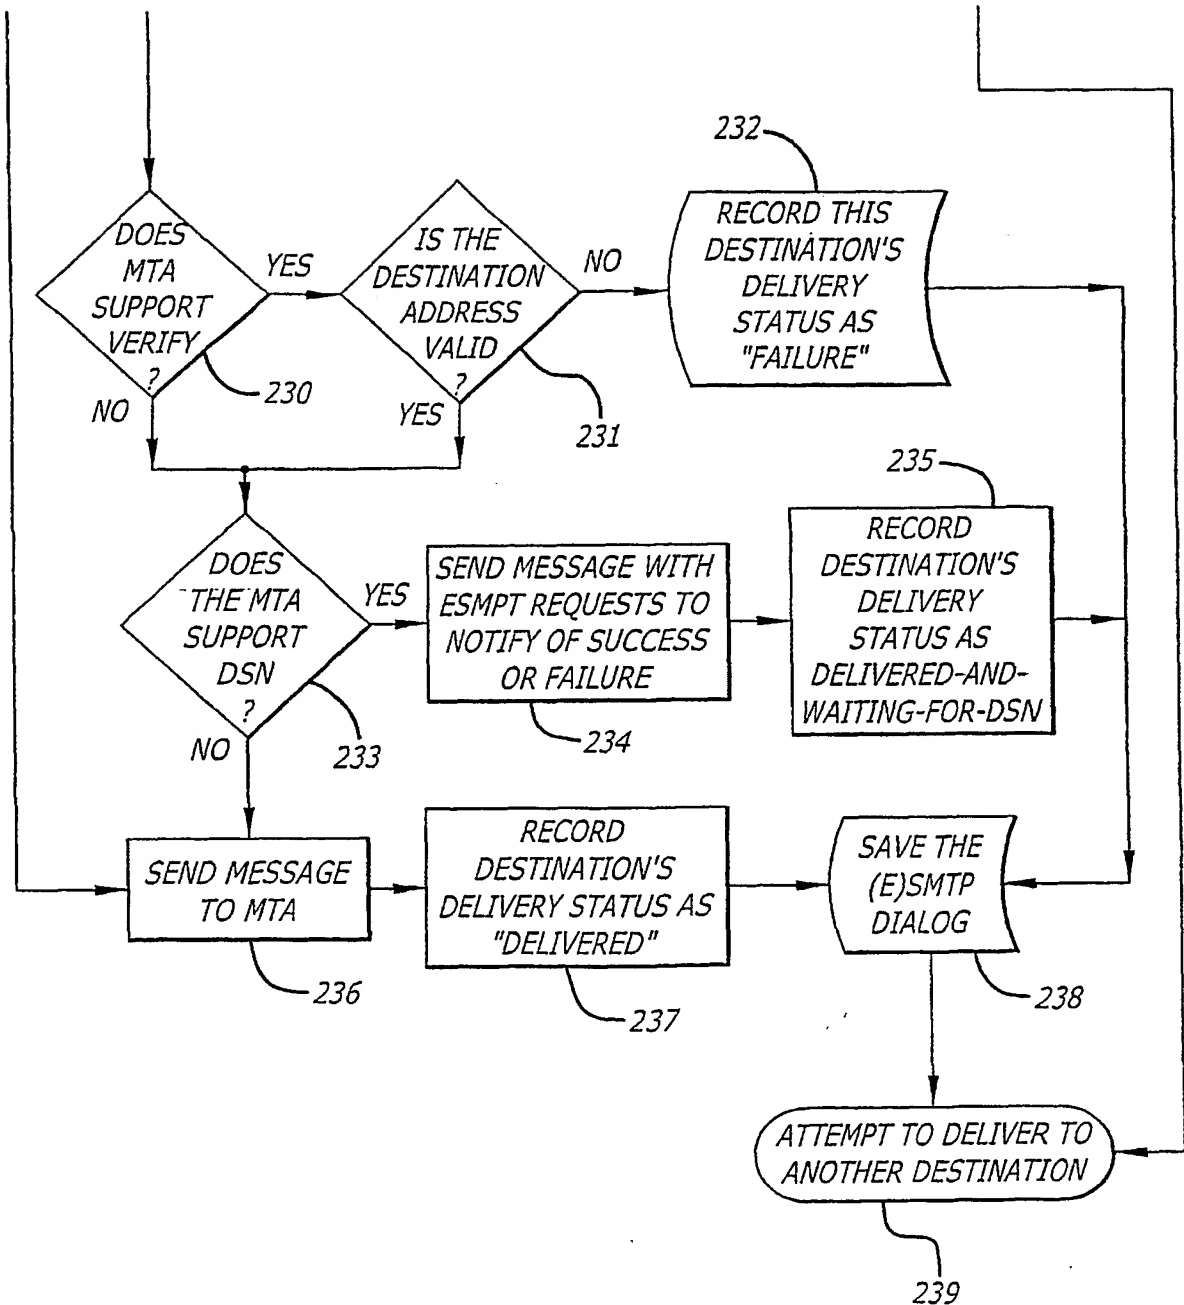 232
DOES
MTA
SUPPORT
VERIFY
?
YES
NO
230
IS THE
DESTINATION
ADDRESS
VALID
?
NO
YES
231
RECORD THIS
DESTINATION'S
DELIVERY
STATUS AS
"FAILURE"
235
DOES
THE MTA
SUPPORT
DSN
?
YES
NO
233
SEND MESSAGE WITH
ESMPT REQUESTS TO
NOTIFY OF SUCCESS
OR FAILURE
234
RECORD
DESTINATION'S
DELIVERY
STATUS AS
DELIVERED-AND-
WAITING-FOR-DSN
SEND MESSAGE
TO MTA
236
RECORD
DESTINATION'S
DELIVERY STATUS AS
"DELIVERED"
237
SAVE THE
(E)SMTP
DIALOG
238
ATTEMPT TO DELIVER TO
ANOTHER DESTINATION
239